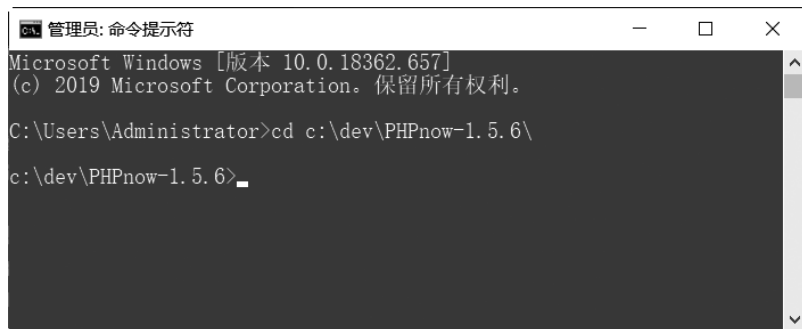 管理员: 命令提示符
Microsoft Windows [版本 10.0.18362.657]
(c) 2019 Microsoft Corporation。保留所有权利。
C:\Users\Administrator>cd c:\dev\PHPnow-1.5.6\
c:\dev\PHPnow-1.5.6>